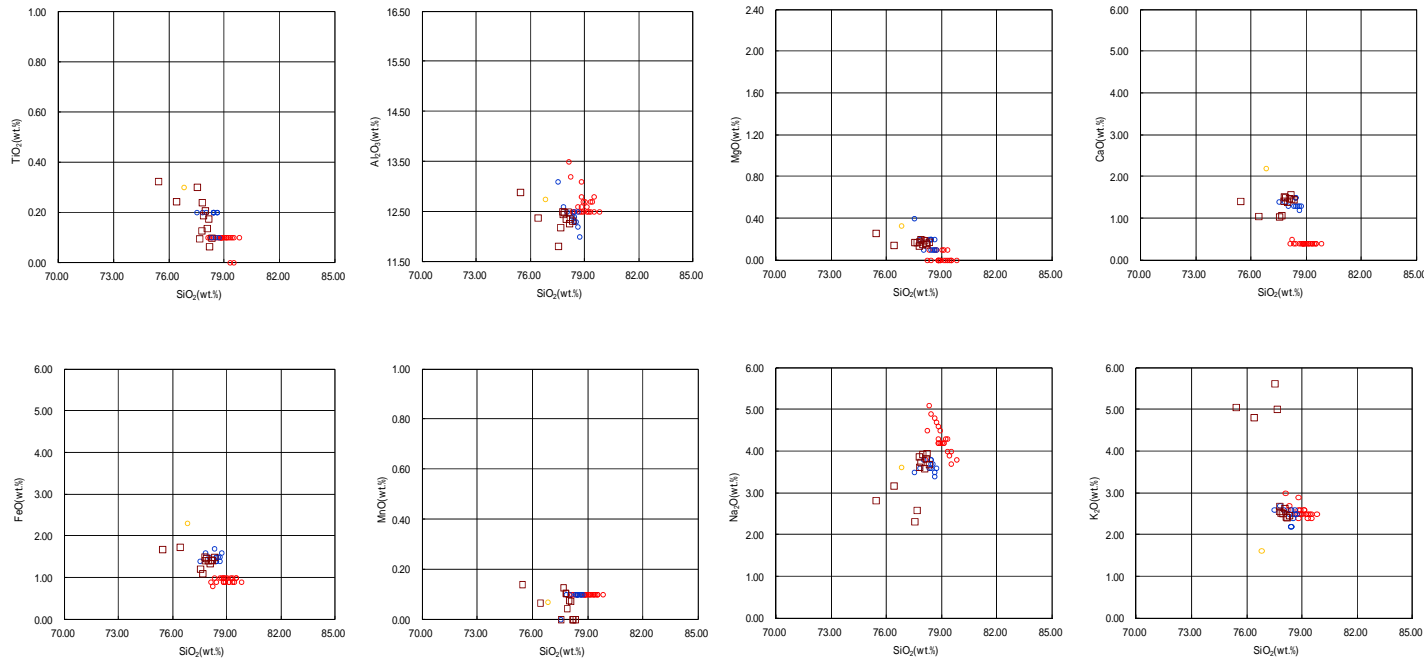 1.00 16.50 2.40 6.00
0.80 15.50 2.00 5.00
0.60 14.50 1.60 4.00
TiO₂(wt.%) Al₂O₃(wt.%) MgO(wt.%) CaO(wt.%)
1.20 3.00
0.40 13.50 0.80 2.00
0.20 12.50 0.40 1.00
0.00 11.50 0.00 0.00
70.00 73.00 76.00 79.00 82.00 85.00 70.00 73.00 76.00 79.00 82.00 85.00 70.00 73.00 76.00 79.00 82.00 85.00 70.00 73.00 76.00 79.00 82.00 85.00
SiO₂(wt.%) SiO₂(wt.%) SiO₂(wt.%) SiO₂(wt.%)
6.00 1.00 6.00 6.00
5.00 0.80 5.00 5.00
4.00 0.60 4.00 4.00
FeO(wt.%) MnO(wt.%) Na₂O(wt.%) K₂O(wt.%)
3.00 0.40 3.00 3.00
2.00 2.00 2.00
1.00 0.20 1.00 1.00
0.00 0.00 0.00 0.00
70.00 73.00 76.00 79.00 82.00 85.00 70.00 73.00 76.00 79.00 82.00 85.00 70.00 73.00 76.00 79.00 82.00 85.00 70.00 73.00 76.00 79.00 82.00 85.00
SiO₂(wt.%) SiO₂(wt.%) SiO₂(wt.%) SiO₂(wt.%)